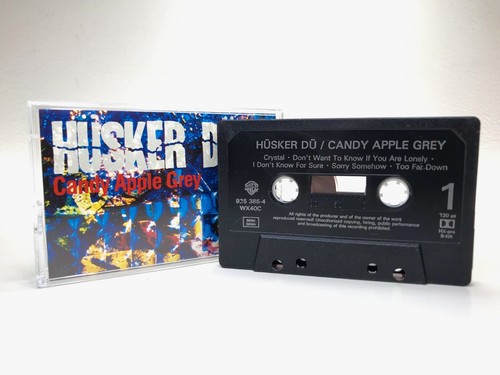 HÜSKER D
Candy Apple Grey
HÜSKER DÜ / CANDY APPLE GREY
Crystal · Don't Want To Know If You Are Lonely ·
I Don't Know For Sure · Sorry Somehow · Too Far Down
925 385-4
WX40C
1
All rights of the producer and of the owner of the work
reproduced reserved! Unauthorized copying, hiring, public performance
and broadcasting of this recording prohibited.
HX-pro